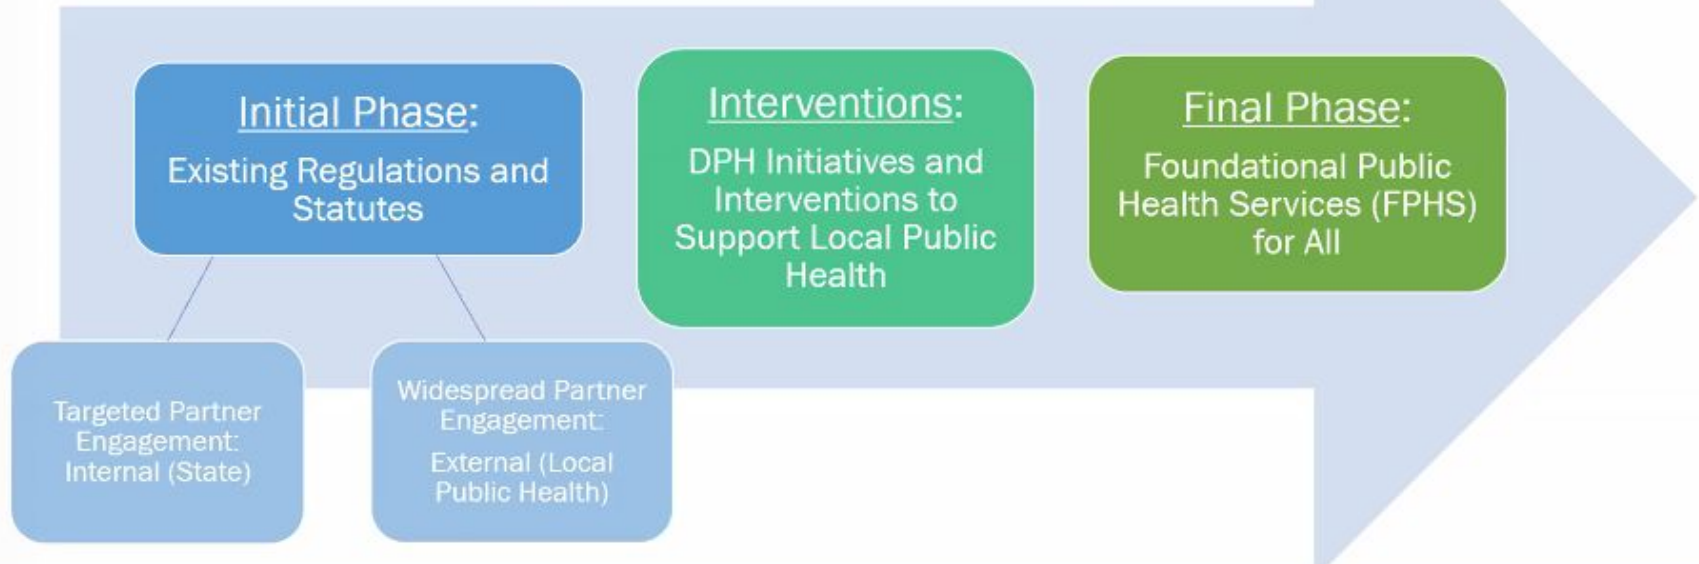 Initial Phase:
Existing Regulations and
Statutes
Interventions:
DPH Initiatives and
Interventions to
Support Local Public
Health
Final Phase:
Foundational Public
Health Services (FPHS)
for All
Targeted Partner
Engagement:
Internal (State)
Widespread Partner
Engagement:
External (Local
Public Health)